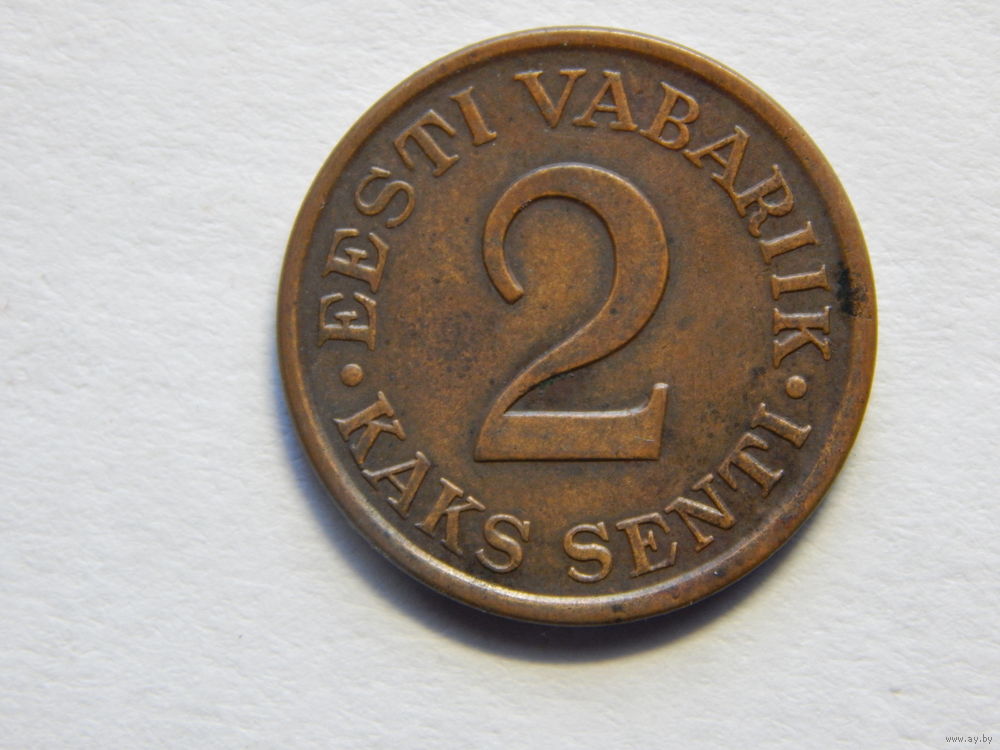 EESTI VABARIIK
2
KAKS SENTI
www.ay.by